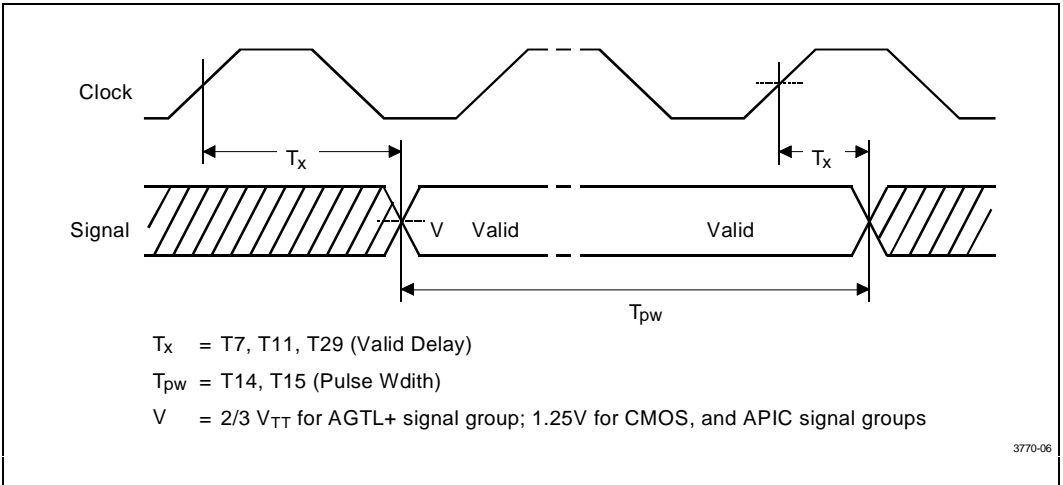 Clock
Tx Tx
Signal V Valid Valid
Tpw
Tx = T7, T11, T29 (Valid Delay)
Tpw = T14, T15 (Pulse Wdith)
V = 2/3 VTT for AGTL+ signal group; 1.25V for CMOS, and APIC signal groups
3770-06